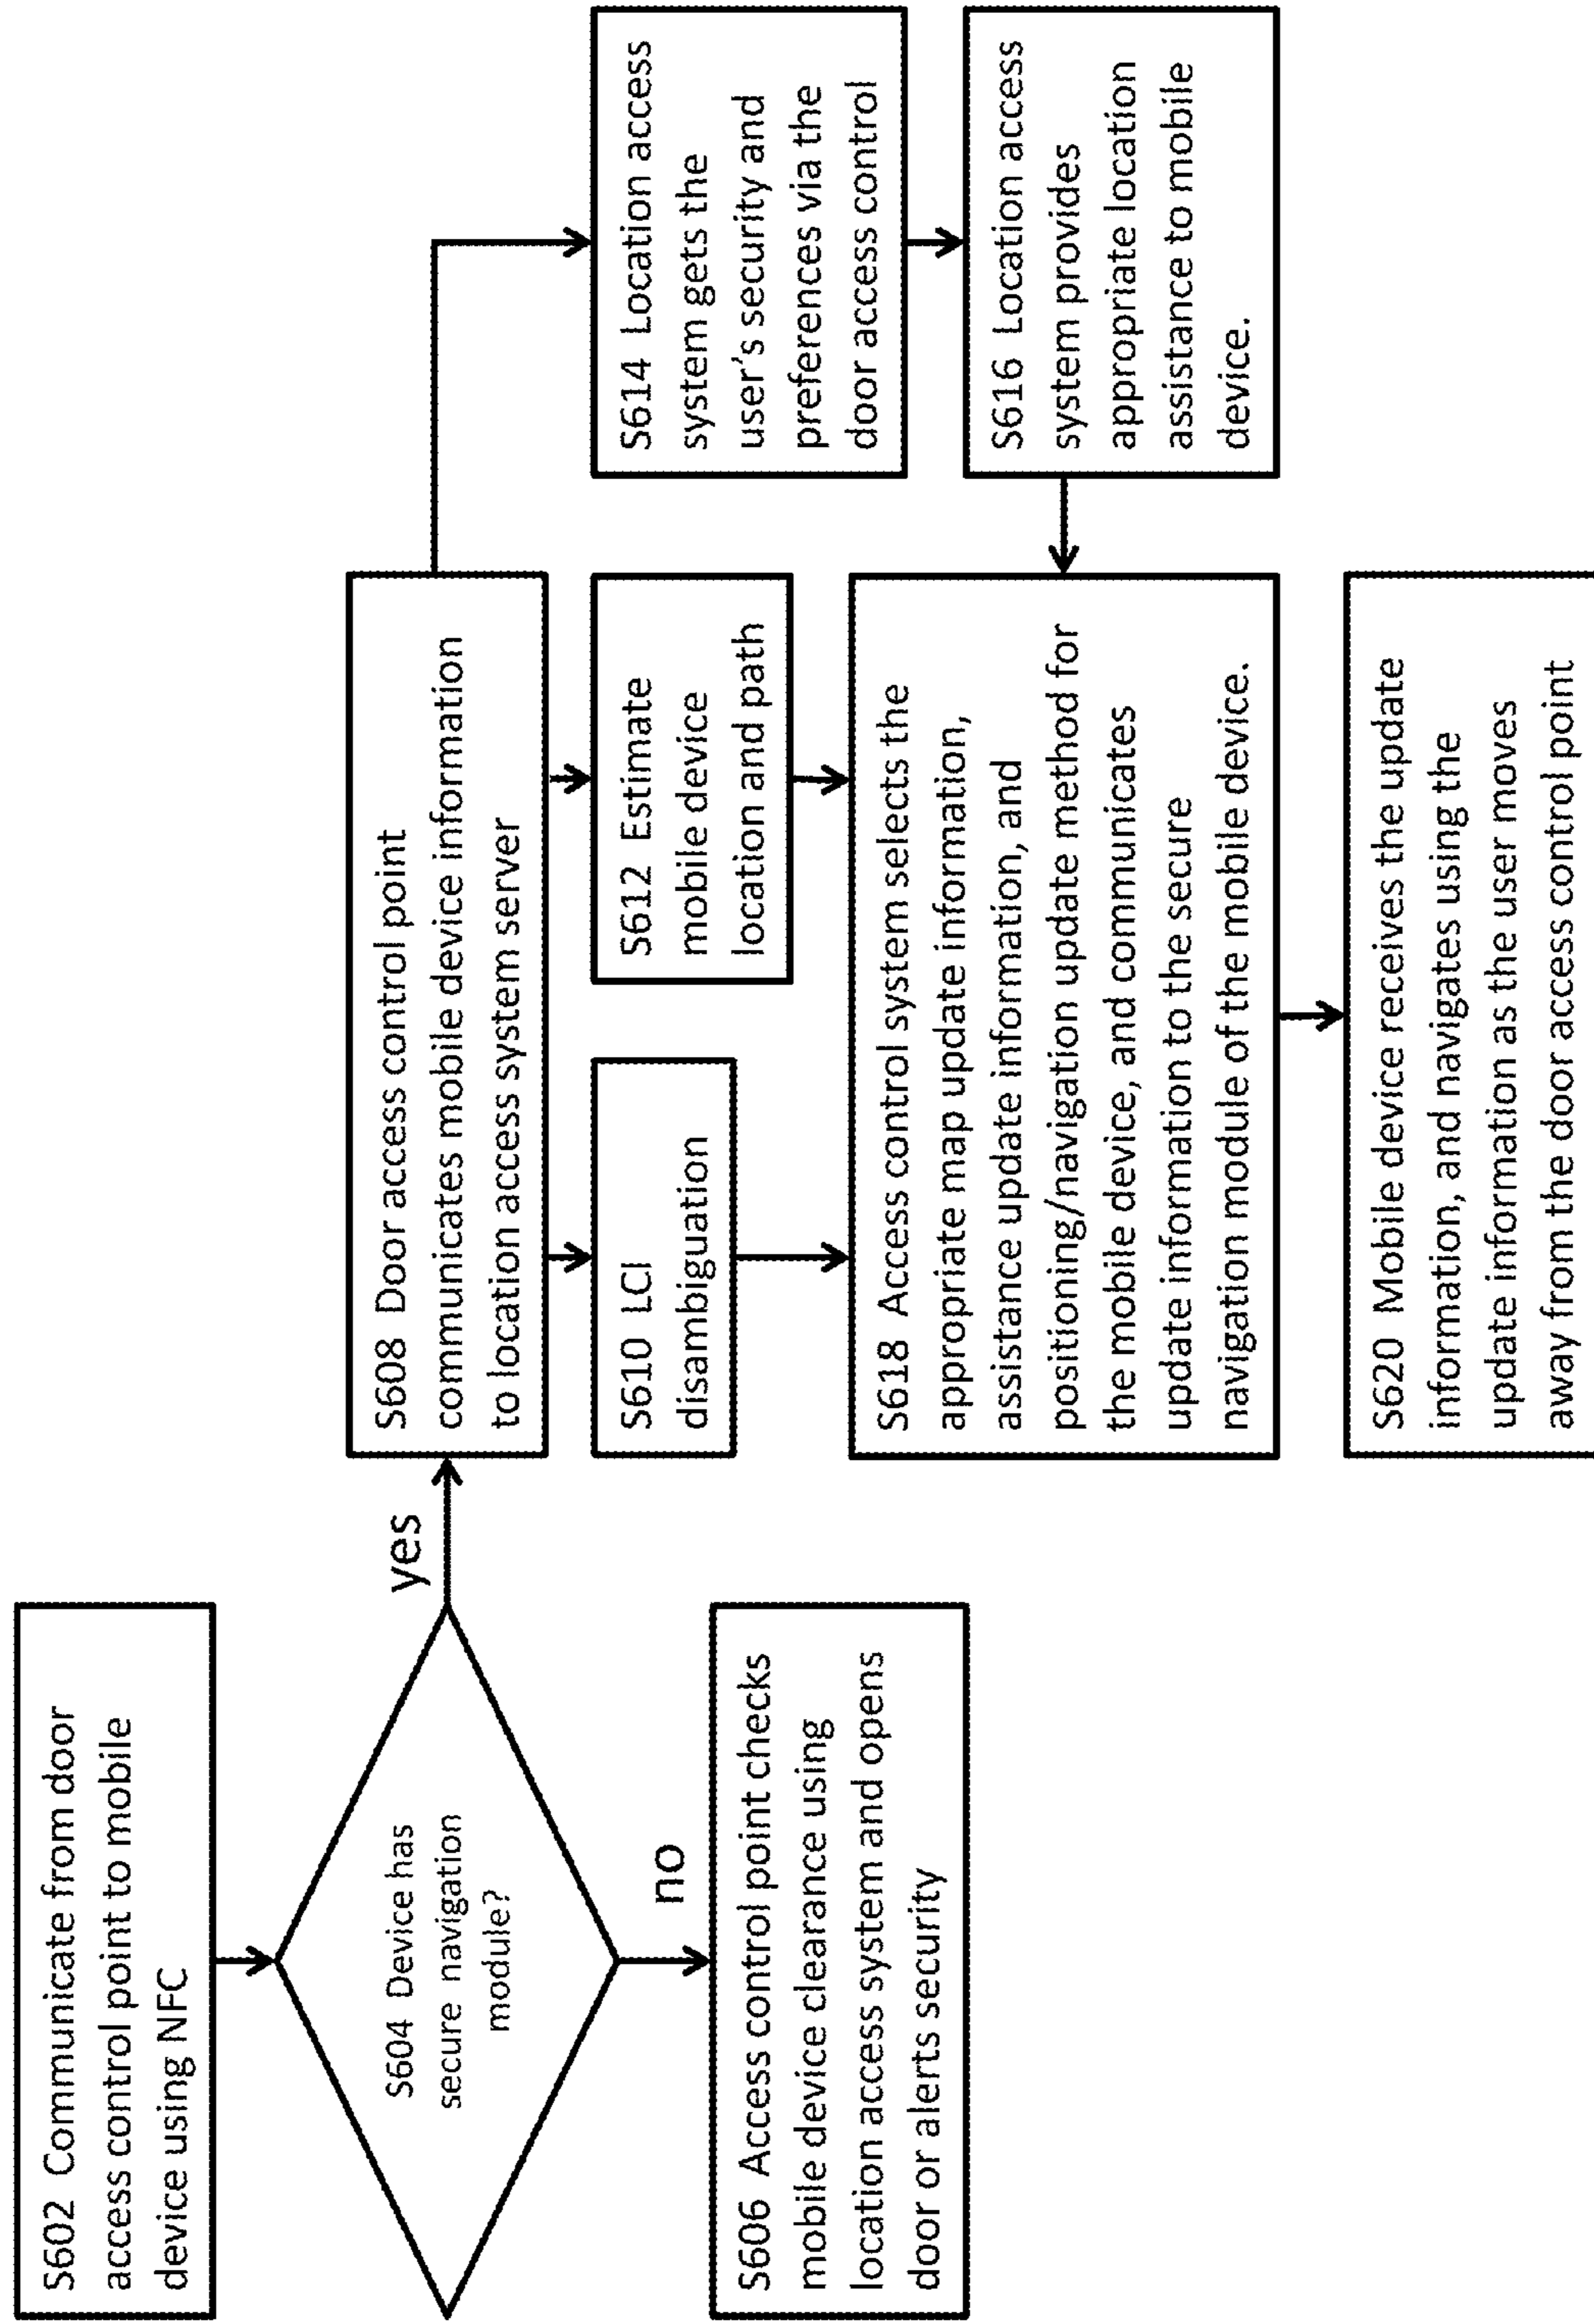 S602 Communicate from door
access control point to mobile
device using NFC
S604 Device has
secure navigation
module?
yes
no
S606 Access control point checks
mobile device clearance using
location access system and opens
door or alerts security
S608 Door access control point
communicates mobile device information
to location access system server
S610 LCI
disambiguation
S612 Estimate
mobile device
location and path
S614 Location access
system gets the
user's security and
preferences via the
door access control
S616 Location access
system provides
appropriate location
assistance to mobile
device.
S618 Access control system selects the
appropriate map update information,
assistance update information, and
positioning/navigation update method for
the mobile device, and communicates
update information to the secure
navigation module of the mobile device.
S620 Mobile device receives the update
information, and navigates using the
update information as the user moves
away from the door access control point